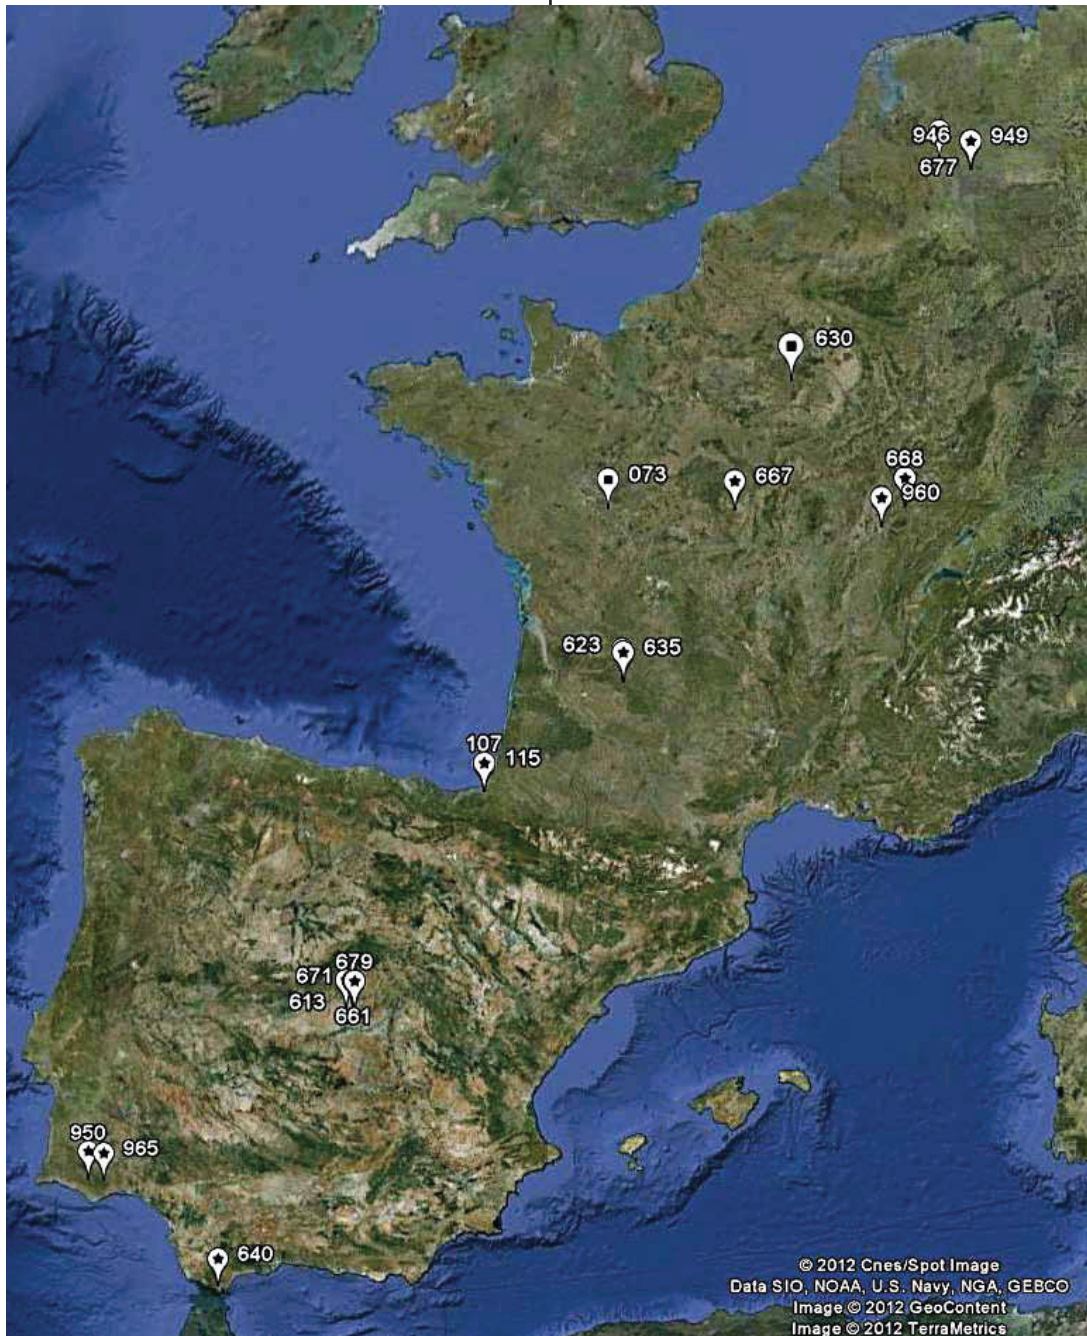 946 949
677
630
668
073 667 960
623 635
107
115
679
671
613
661
950
965
640
© 2012 Cnes/Spot Image
Data SIO, NOAA, U.S. Navy, NGA, GEBCO
Image © 2012 GeoContent
Image © 2012 TerraMetrics